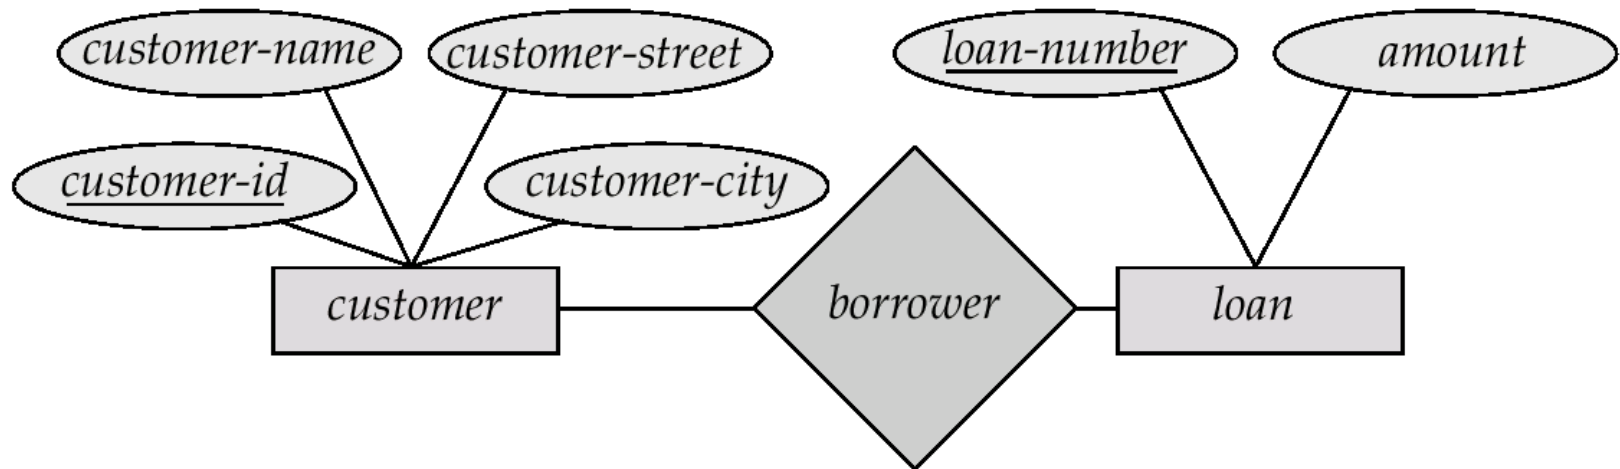 customer-name customer-street loan-number amount
customer-id customer-city
customer borrower loan